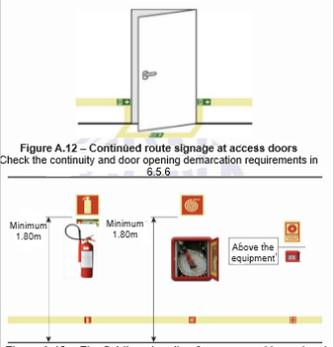 Figure A.12 – Continued route signage at access doors
Check the continuity and door opening demarcation requirements in
6.5.6
Minimum
1.80m
Minimum
1.80m
Above the
equipment